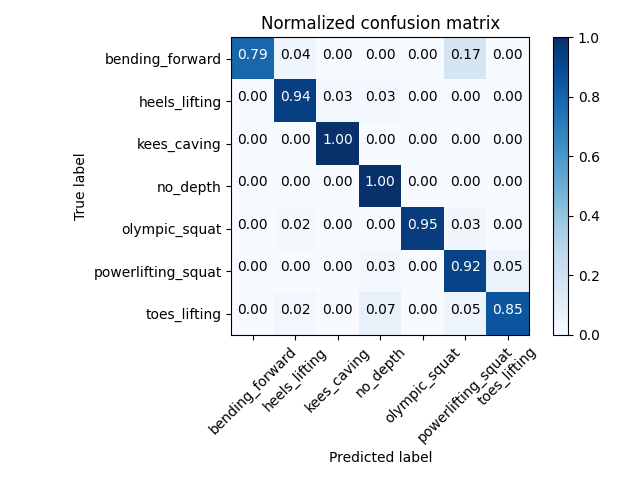 Normalized confusion matrix
bending_forward 0.79 0.04 0.00 0.00 0.00 0.17 0.00
heels_lifting 0.00 0.94 0.03 0.03 0.00 0.00 0.00
kees_caving 0.00 0.00 1.00 0.00 0.00 0.00 0.00
no_depth 0.00 0.00 0.00 1.00 0.00 0.00 0.00
olympic_squat 0.00 0.02 0.00 0.00 0.95 0.03 0.00
powerlifting_squat 0.00 0.00 0.00 0.03 0.00 0.92 0.05
toes_lifting 0.00 0.02 0.00 0.07 0.00 0.05 0.85
True label
bending_forward
heels_lifting
kees_caving
no_depth
olympic_squat
powerlifting_squat
toes_lifting
Predicted label
1.0
0.8
0.6
0.4
0.2
0.0